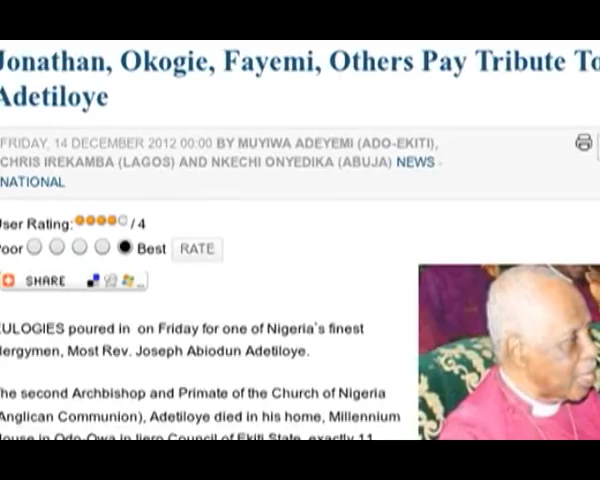 Jonathan, Okogie, Fayemi, Others Pay Tribute To
Adetiloye
FRIDAY, 14 DECEMBER 2012 00:00 BY MUYIWA ADEYEMI (ADO-EKITI),
CHRIS IREKAMBA (LAGOS) AND NKECHI ONYEDIKA (ABUJA) NEWS -
NATIONAL
User Rating: / 4
Poor Best RATE
SHARE
EULOGIES poured in on Friday for one of Nigeria's finest
clergymen, Most Rev. Joseph Abiodun Adetiloye.
The second Archbishop and Primate of the Church of Nigeria
(Anglican Communion), Adetiloye died in his home, Millennium
House in Odo-Owa in Ijero Council of Ekiti State, exactly 11